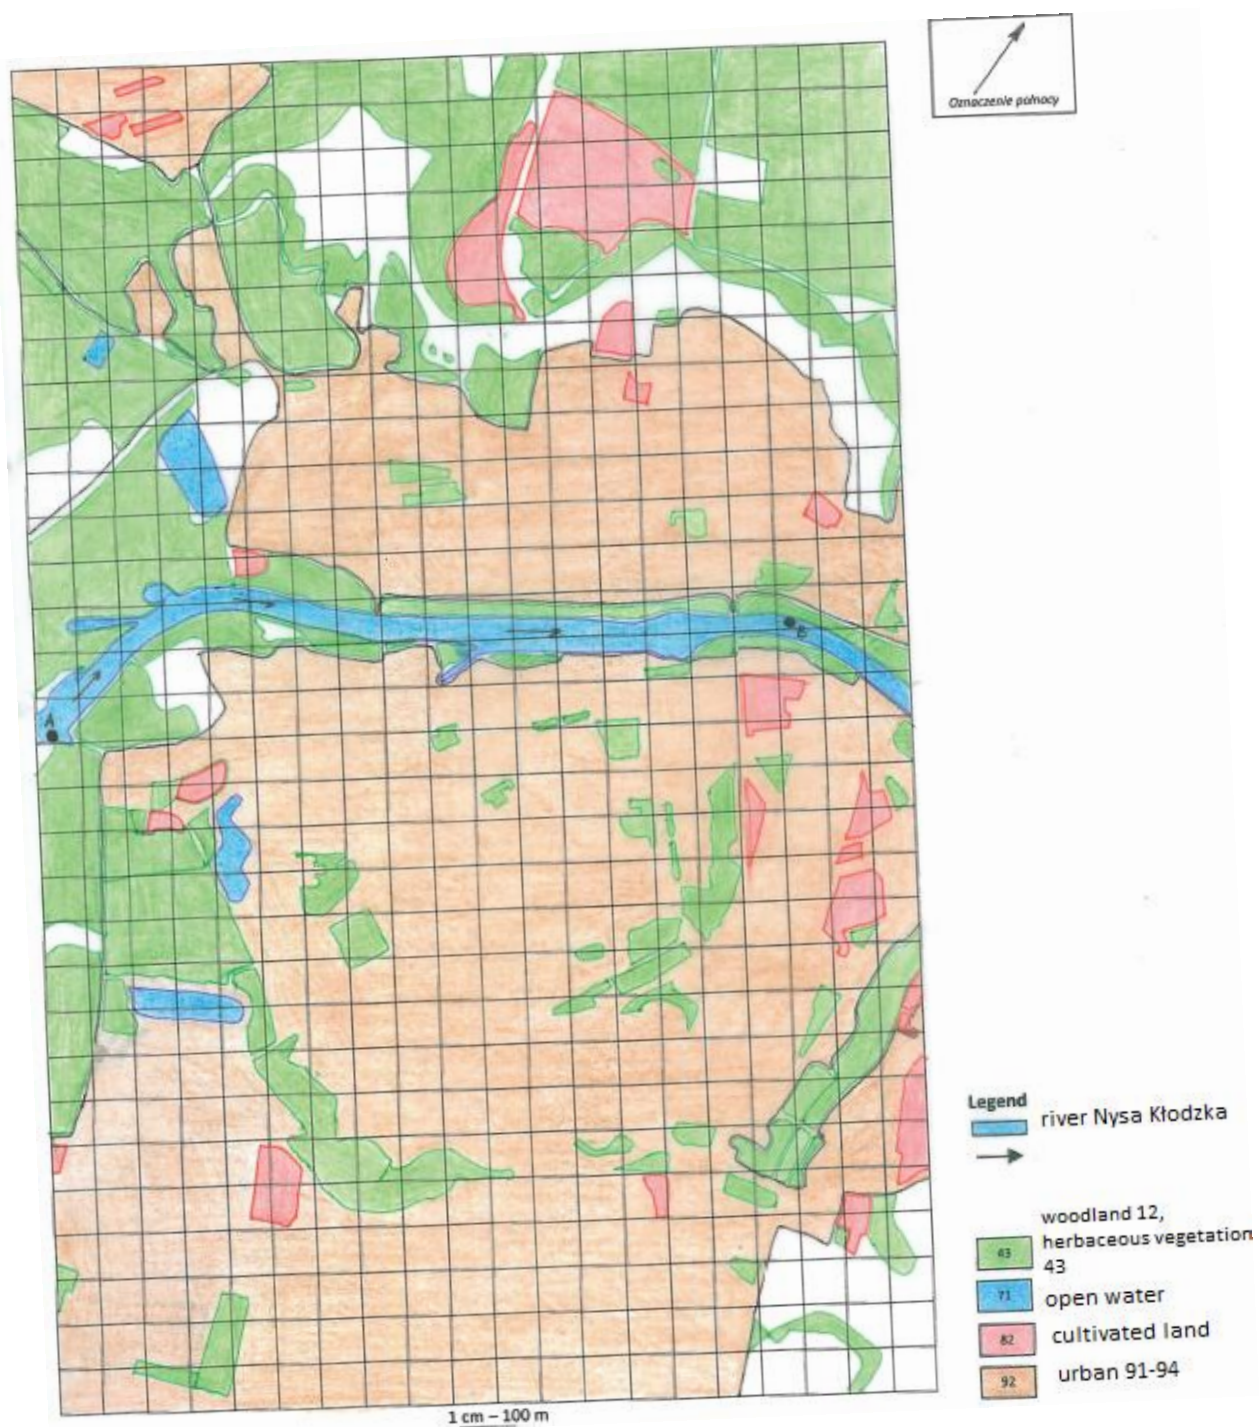 Oznaczenie północy
A
B
Legend
river Nysa Kłodzka
woodland 12,
herbaceous vegetation
43
43
71
open water
82
cultivated land
92
urban 91-94
1 cm – 100 m